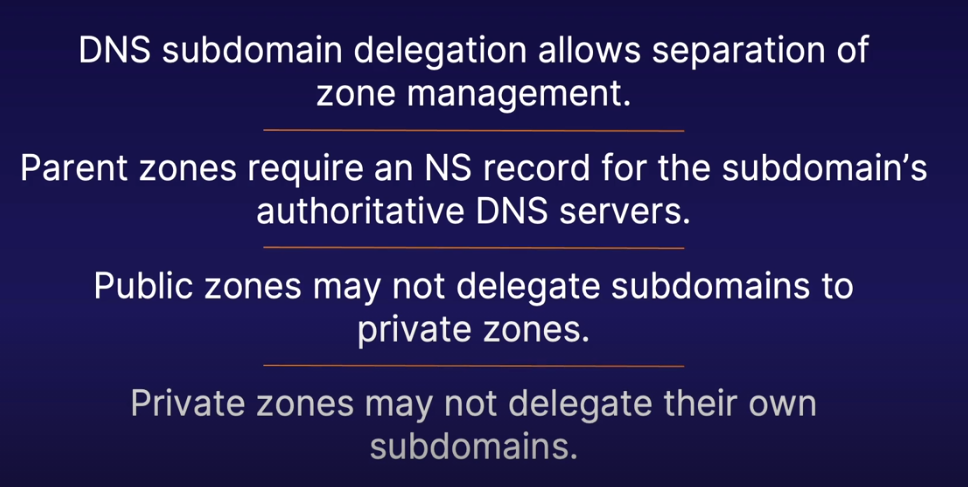 DNS subdomain delegation allows separation of
zone management.
Parent zones require an NS record for the subdomain’s
authoritative DNS servers.
Public zones may not delegate subdomains to
private zones.
Private zones may not delegate their own
subdomains.